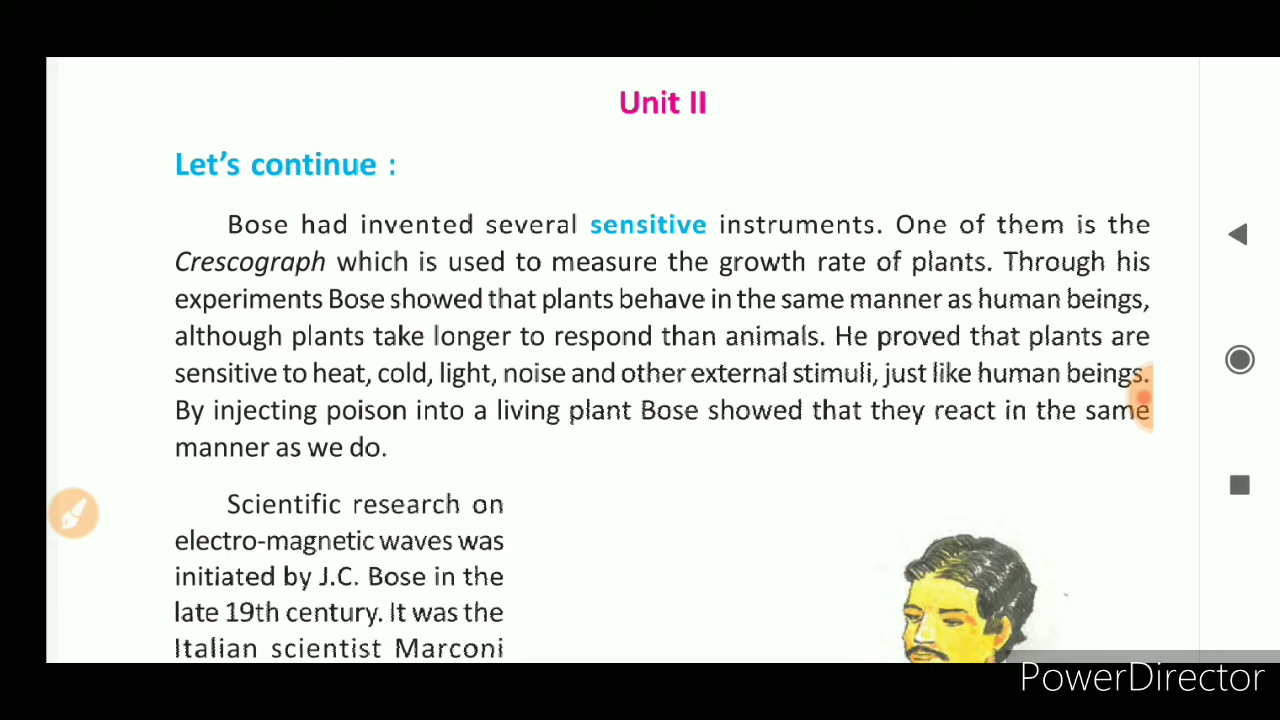 Unit II
Let's continue :
Bose had invented several sensitive instruments. One of them is the
Crescograph which is used to measure the growth rate of plants. Through his
experiments Bose showed that plants behave in the same manner as human beings,
although plants take longer to respond than animals. He proved that plants are
sensitive to heat, cold, light, noise and other external stimuli, just like human beings.
By injecting poison into a living plant Bose showed that they react in the same
manner as we do.
Scientific research on
electro-magnetic waves was
initiated by J.C. Bose in the
late 19th century. It was the
Italian scientist Marconi
PowerDirector